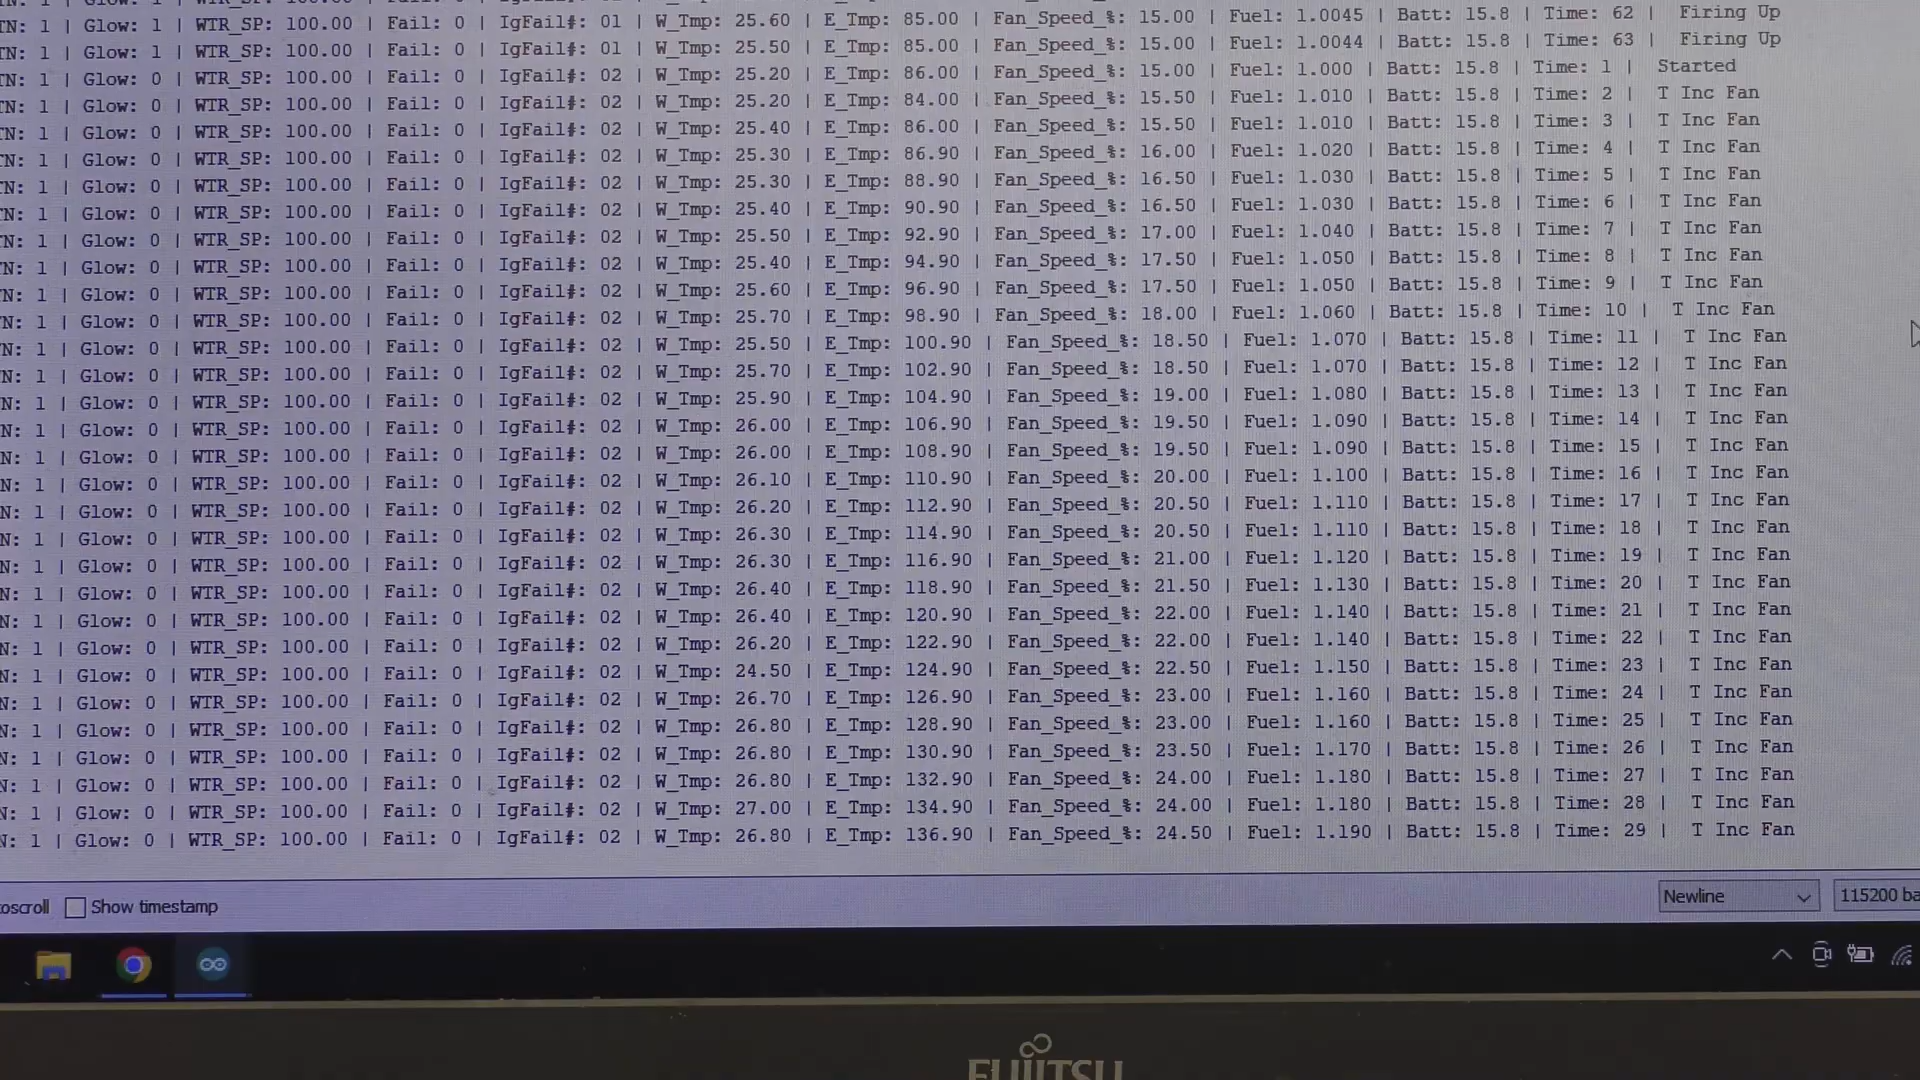 TN: 1 | Glow: 1 | WTR_SP: 100.00 | Fail: 0 | IgFail#: 01 | W_Tmp: 25.60 | E_Tmp: 85.00 | Fan_Speed_%: 15.00 | Fuel: 1.0045 | Batt: 15.8 | Time: 62 | Firing Up
TN: 1 | Glow: 1 | WTR_SP: 100.00 | Fail: 0 | IgFail#: 01 | W_Tmp: 25.50 | E_Tmp: 85.00 | Fan_Speed_%: 15.00 | Fuel: 1.0044 | Batt: 15.8 | Time: 63 | Firing Up
TN: 1 | Glow: 0 | WTR_SP: 100.00 | Fail: 0 | IgFail#: 02 | W_Tmp: 25.20 | E_Tmp: 86.00 | Fan_Speed_%: 15.00 | Fuel: 1.000 | Batt: 15.8 | Time: 1 | Started
TN: 1 | Glow: 0 | WTR_SP: 100.00 | Fail: 0 | IgFail#: 02 | W_Tmp: 25.20 | E_Tmp: 84.00 | Fan_Speed_%: 15.50 | Fuel: 1.010 | Batt: 15.8 | Time: 2 | T Inc Fan
TN: 1 | Glow: 0 | WTR_SP: 100.00 | Fail: 0 | IgFail#: 02 | W_Tmp: 25.40 | E_Tmp: 86.00 | Fan_Speed_%: 15.50 | Fuel: 1.010 | Batt: 15.8 | Time: 3 | T Inc Fan
TN: 1 | Glow: 0 | WTR_SP: 100.00 | Fail: 0 | IgFail#: 02 | W_Tmp: 25.30 | E_Tmp: 86.90 | Fan_Speed_%: 16.00 | Fuel: 1.020 | Batt: 15.8 | Time: 4 | T Inc Fan
TN: 1 | Glow: 0 | WTR_SP: 100.00 | Fail: 0 | IgFail#: 02 | W_Tmp: 25.30 | E_Tmp: 88.90 | Fan_Speed_%: 16.50 | Fuel: 1.030 | Batt: 15.8 | Time: 5 | T Inc Fan
TN: 1 | Glow: 0 | WTR_SP: 100.00 | Fail: 0 | IgFail#: 02 | W_Tmp: 25.40 | E_Tmp: 90.90 | Fan_Speed_%: 16.50 | Fuel: 1.030 | Batt: 15.8 | Time: 6 | T Inc Fan
TN: 1 | Glow: 0 | WTR_SP: 100.00 | Fail: 0 | IgFail#: 02 | W_Tmp: 25.50 | E_Tmp: 92.90 | Fan_Speed_%: 17.00 | Fuel: 1.040 | Batt: 15.8 | Time: 7 | T Inc Fan
TN: 1 | Glow: 0 | WTR_SP: 100.00 | Fail: 0 | IgFail#: 02 | W_Tmp: 25.40 | E_Tmp: 94.90 | Fan_Speed_%: 17.50 | Fuel: 1.050 | Batt: 15.8 | Time: 8 | T Inc Fan
TN: 1 | Glow: 0 | WTR_SP: 100.00 | Fail: 0 | IgFail#: 02 | W_Tmp: 25.60 | E_Tmp: 96.90 | Fan_Speed_%: 17.50 | Fuel: 1.050 | Batt: 15.8 | Time: 9 | T Inc Fan
TN: 1 | Glow: 0 | WTR_SP: 100.00 | Fail: 0 | IgFail#: 02 | W_Tmp: 25.70 | E_Tmp: 98.90 | Fan_Speed_%: 18.00 | Fuel: 1.060 | Batt: 15.8 | Time: 10 | T Inc Fan
N: 1 | Glow: 0 | WTR_SP: 100.00 | Fail: 0 | IgFail#: 02 | W_Tmp: 25.50 | E_Tmp: 100.90 | Fan_Speed_%: 18.50 | Fuel: 1.070 | Batt: 15.8 | Time: 11 | T Inc Fan
N: 1 | Glow: 0 | WTR_SP: 100.00 | Fail: 0 | IgFail#: 02 | W_Tmp: 25.70 | E_Tmp: 102.90 | Fan_Speed_%: 18.50 | Fuel: 1.070 | Batt: 15.8 | Time: 12 | T Inc Fan
N: 1 | Glow: 0 | WTR_SP: 100.00 | Fail: 0 | IgFail#: 02 | W_Tmp: 25.90 | E_Tmp: 104.90 | Fan_Speed_%: 19.00 | Fuel: 1.080 | Batt: 15.8 | Time: 13 | T Inc Fan
N: 1 | Glow: 0 | WTR_SP: 100.00 | Fail: 0 | IgFail#: 02 | W_Tmp: 26.00 | E_Tmp: 106.90 | Fan_Speed_%: 19.50 | Fuel: 1.090 | Batt: 15.8 | Time: 14 | T Inc Fan
N: 1 | Glow: 0 | WTR_SP: 100.00 | Fail: 0 | IgFail#: 02 | W_Tmp: 26.00 | E_Tmp: 108.90 | Fan_Speed_%: 19.50 | Fuel: 1.090 | Batt: 15.8 | Time: 15 | T Inc Fan
N: 1 | Glow: 0 | WTR_SP: 100.00 | Fail: 0 | IgFail#: 02 | W_Tmp: 26.10 | E_Tmp: 110.90 | Fan_Speed_%: 20.00 | Fuel: 1.100 | Batt: 15.8 | Time: 16 | T Inc Fan
N: 1 | Glow: 0 | WTR_SP: 100.00 | Fail: 0 | IgFail#: 02 | W_Tmp: 26.20 | E_Tmp: 112.90 | Fan_Speed_%: 20.50 | Fuel: 1.110 | Batt: 15.8 | Time: 17 | T Inc Fan
N: 1 | Glow: 0 | WTR_SP: 100.00 | Fail: 0 | IgFail#: 02 | W_Tmp: 26.30 | E_Tmp: 114.90 | Fan_Speed_%: 20.50 | Fuel: 1.110 | Batt: 15.8 | Time: 18 | T Inc Fan
N: 1 | Glow: 0 | WTR_SP: 100.00 | Fail: 0 | IgFail#: 02 | W_Tmp: 26.30 | E_Tmp: 116.90 | Fan_Speed_%: 21.00 | Fuel: 1.120 | Batt: 15.8 | Time: 19 | T Inc Fan
N: 1 | Glow: 0 | WTR_SP: 100.00 | Fail: 0 | IgFail#: 02 | W_Tmp: 26.40 | E_Tmp: 118.90 | Fan_Speed_%: 21.50 | Fuel: 1.130 | Batt: 15.8 | Time: 20 | T Inc Fan
N: 1 | Glow: 0 | WTR_SP: 100.00 | Fail: 0 | IgFail#: 02 | W_Tmp: 26.40 | E_Tmp: 120.90 | Fan_Speed_%: 22.00 | Fuel: 1.140 | Batt: 15.8 | Time: 21 | T Inc Fan
N: 1 | Glow: 0 | WTR_SP: 100.00 | Fail: 0 | IgFail#: 02 | W_Tmp: 26.20 | E_Tmp: 122.90 | Fan_Speed_%: 22.00 | Fuel: 1.140 | Batt: 15.8 | Time: 22 | T Inc Fan
N: 1 | Glow: 0 | WTR_SP: 100.00 | Fail: 0 | IgFail#: 02 | W_Tmp: 24.50 | E_Tmp: 124.90 | Fan_Speed_%: 22.50 | Fuel: 1.150 | Batt: 15.8 | Time: 23 | T Inc Fan
N: 1 | Glow: 0 | WTR_SP: 100.00 | Fail: 0 | IgFail#: 02 | W_Tmp: 26.70 | E_Tmp: 126.90 | Fan_Speed_%: 23.00 | Fuel: 1.160 | Batt: 15.8 | Time: 24 | T Inc Fan
N: 1 | Glow: 0 | WTR_SP: 100.00 | Fail: 0 | IgFail#: 02 | W_Tmp: 26.80 | E_Tmp: 128.90 | Fan_Speed_%: 23.00 | Fuel: 1.160 | Batt: 15.8 | Time: 25 | T Inc Fan
N: 1 | Glow: 0 | WTR_SP: 100.00 | Fail: 0 | IgFail#: 02 | W_Tmp: 26.80 | E_Tmp: 130.90 | Fan_Speed_%: 23.50 | Fuel: 1.170 | Batt: 15.8 | Time: 26 | T Inc Fan
N: 1 | Glow: 0 | WTR_SP: 100.00 | Fail: 0 | IgFail#: 02 | W_Tmp: 26.80 | E_Tmp: 132.90 | Fan_Speed_%: 24.00 | Fuel: 1.180 | Batt: 15.8 | Time: 27 | T Inc Fan
N: 1 | Glow: 0 | WTR_SP: 100.00 | Fail: 0 | IgFail#: 02 | W_Tmp: 27.00 | E_Tmp: 134.90 | Fan_Speed_%: 24.00 | Fuel: 1.180 | Batt: 15.8 | Time: 28 | T Inc Fan
N: 1 | Glow: 0 | WTR_SP: 100.00 | Fail: 0 | IgFail#: 02 | W_Tmp: 26.80 | E_Tmp: 136.90 | Fan_Speed_%: 24.50 | Fuel: 1.190 | Batt: 15.8 | Time: 29 | T Inc Fan
oscroll Show timestamp Newline 115200 ba
FUJITSU